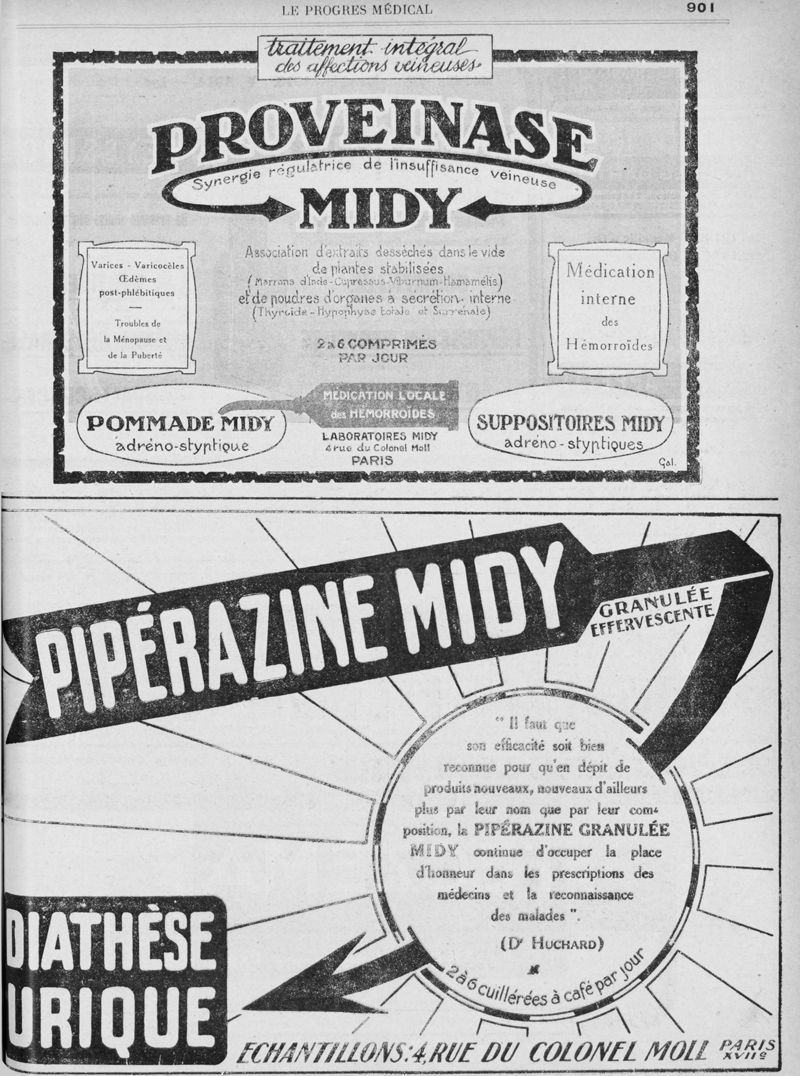 LE PROGRES MÉDICAL
901
traitement intégral
des affections veineuses
PROVEINASE
Synergie régulatrice de l'insuffisance veineuse
MIDY
Varices - Varicocèles
Œdèmes
post-phlébitiques
Troubles de
la Ménopause et
de la Puberté
Association d'extraits desséchés dans le vide
de plantes stabilisées
(Marrons d'Inde-Cupressus-Viburnum-Hamamélis)
et de poudres d'organes à sécrétion interne
(Thyroïde - Hypophyse totale et Surrénale)
2 à 6 COMPRIMÉS
PAR JOUR
Médication
interne
des
Hémorroïdes
POMMADE MIDY
adréno-styptique
MÉDICATION LOCALE
des HÉMORROÏDES
LABORATOIRES MIDY
4 rue du Colonel Moll
PARIS
SUPPOSITOIRES MIDY
adréno-styptiques
Gal.
PIPÉRAZINE MIDY
GRANULÉE
EFFERVESCENTE
" Il faut que
son efficacité soit bien
reconnue pour qu'en dépit de
produits nouveaux, nouveaux d'ailleurs
plus par leur nom que par leur com-
position, la PIPÉRAZINE GRANULÉE
MIDY continue d'occuper la place
d'honneur dans les prescriptions des
médecins et la reconnaissance
des malades ".
(Dr HUCHARD)
2 à 6 cuillérées à café par jour
DIATHÈSE
URIQUE
ECHANTILLONS: 4, RUE DU COLONEL MOLL PARIS
XVIIe